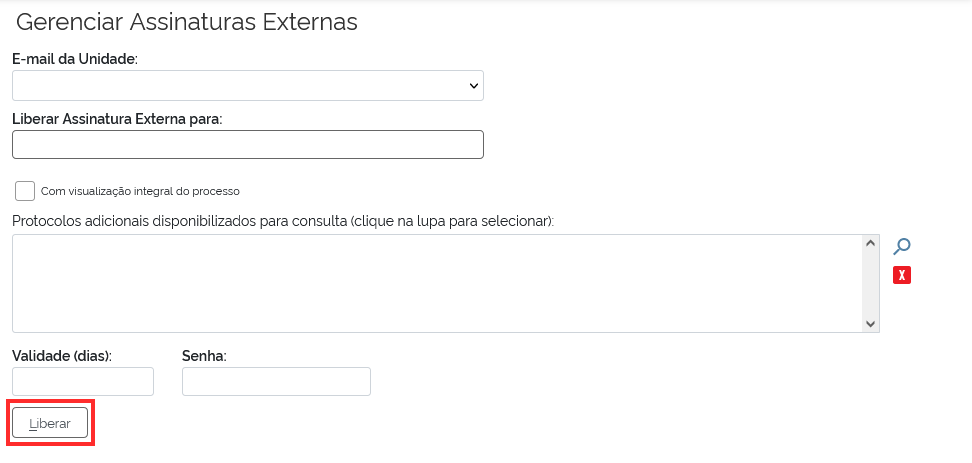 Gerenciar Assinaturas Externas
E-mail da Unidade:
Liberar Assinatura Externa para:
Com visualização integral do processo
Protocolos adicionais disponibilizados para consulta (clique na lupa para selecionar):
X
Validade (dias): Senha:
Liberar